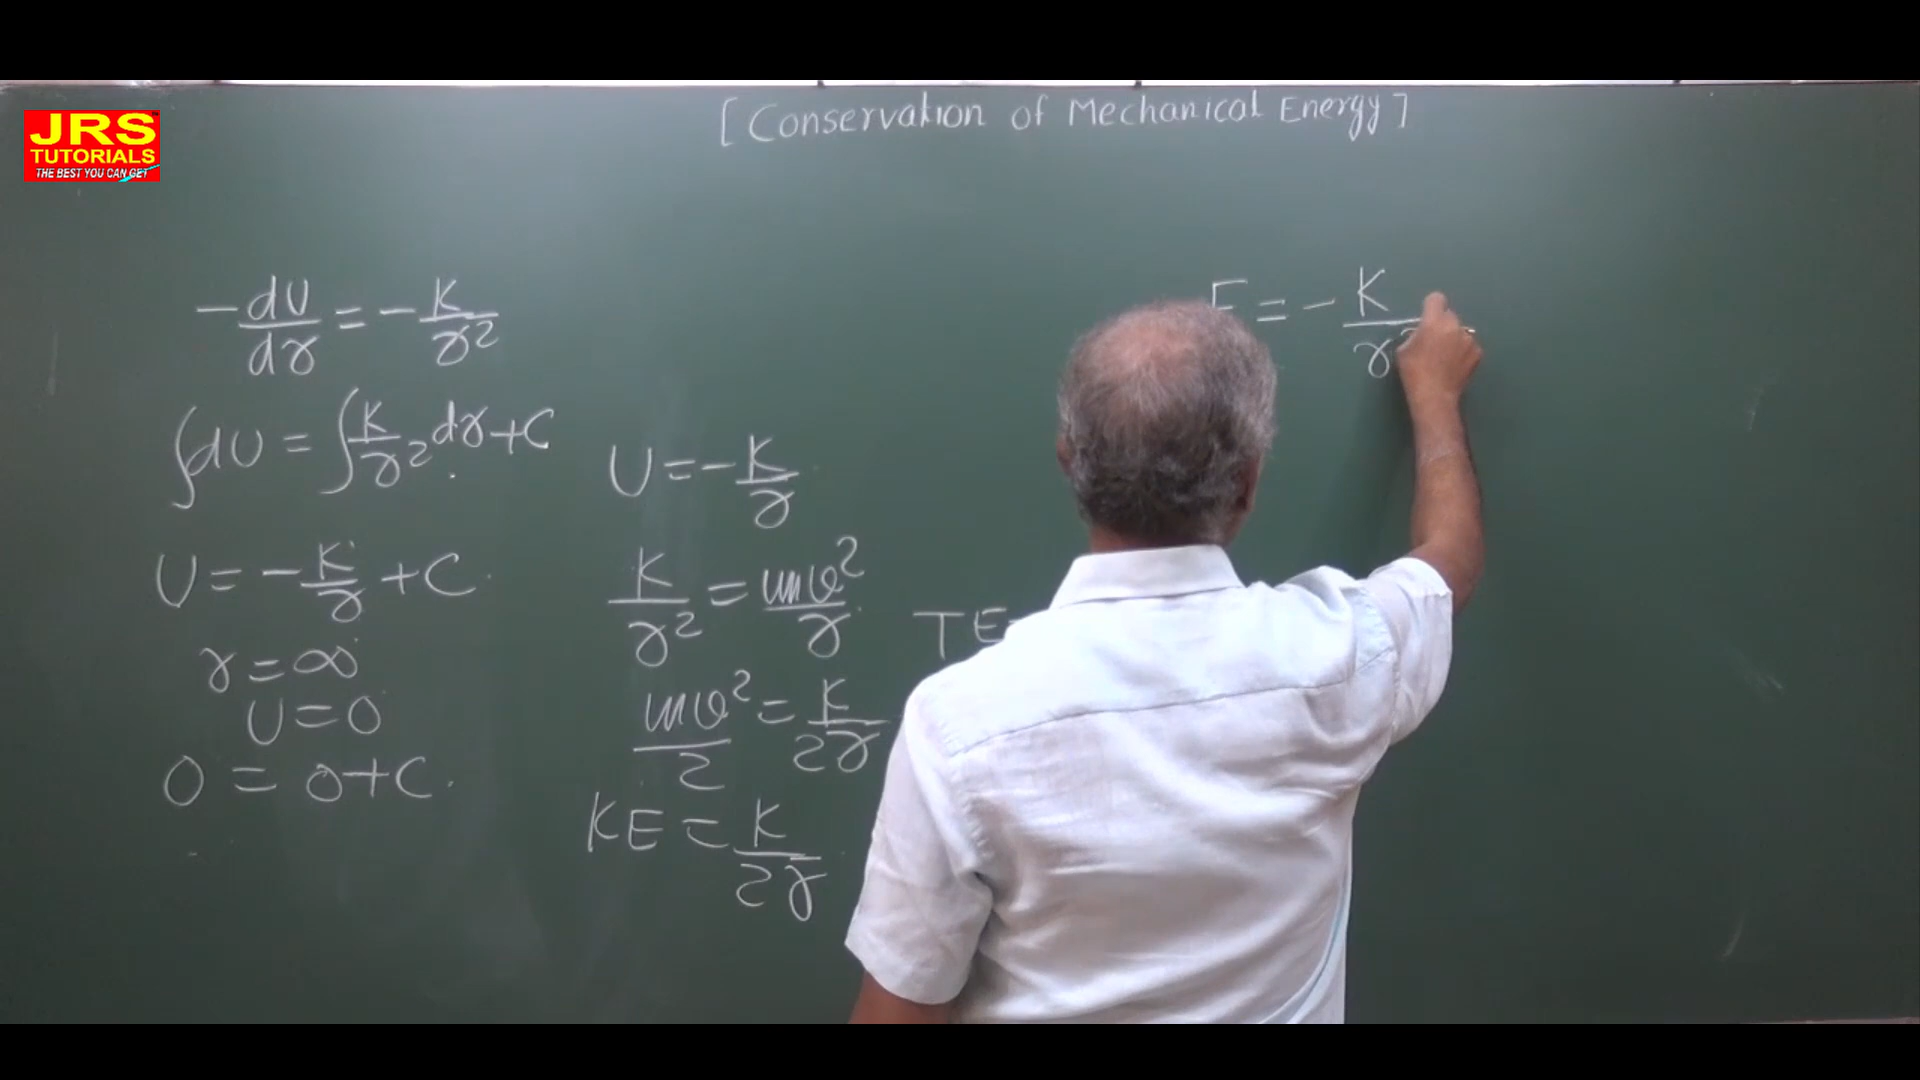 JRS
TUTORIALS
THE BEST YOU CAN GET
[Conservation of Mechanical Energy]
-dU/dr = -K/r²
∫dU = ∫K/r² dr + C
U = -K/r + C
r = ∞
U = 0
0 = 0 + C.
U = -K/r
K/r² = mv²/r
mv²/2 = K/2r
KE = K/2r
TE
F = -K/r²